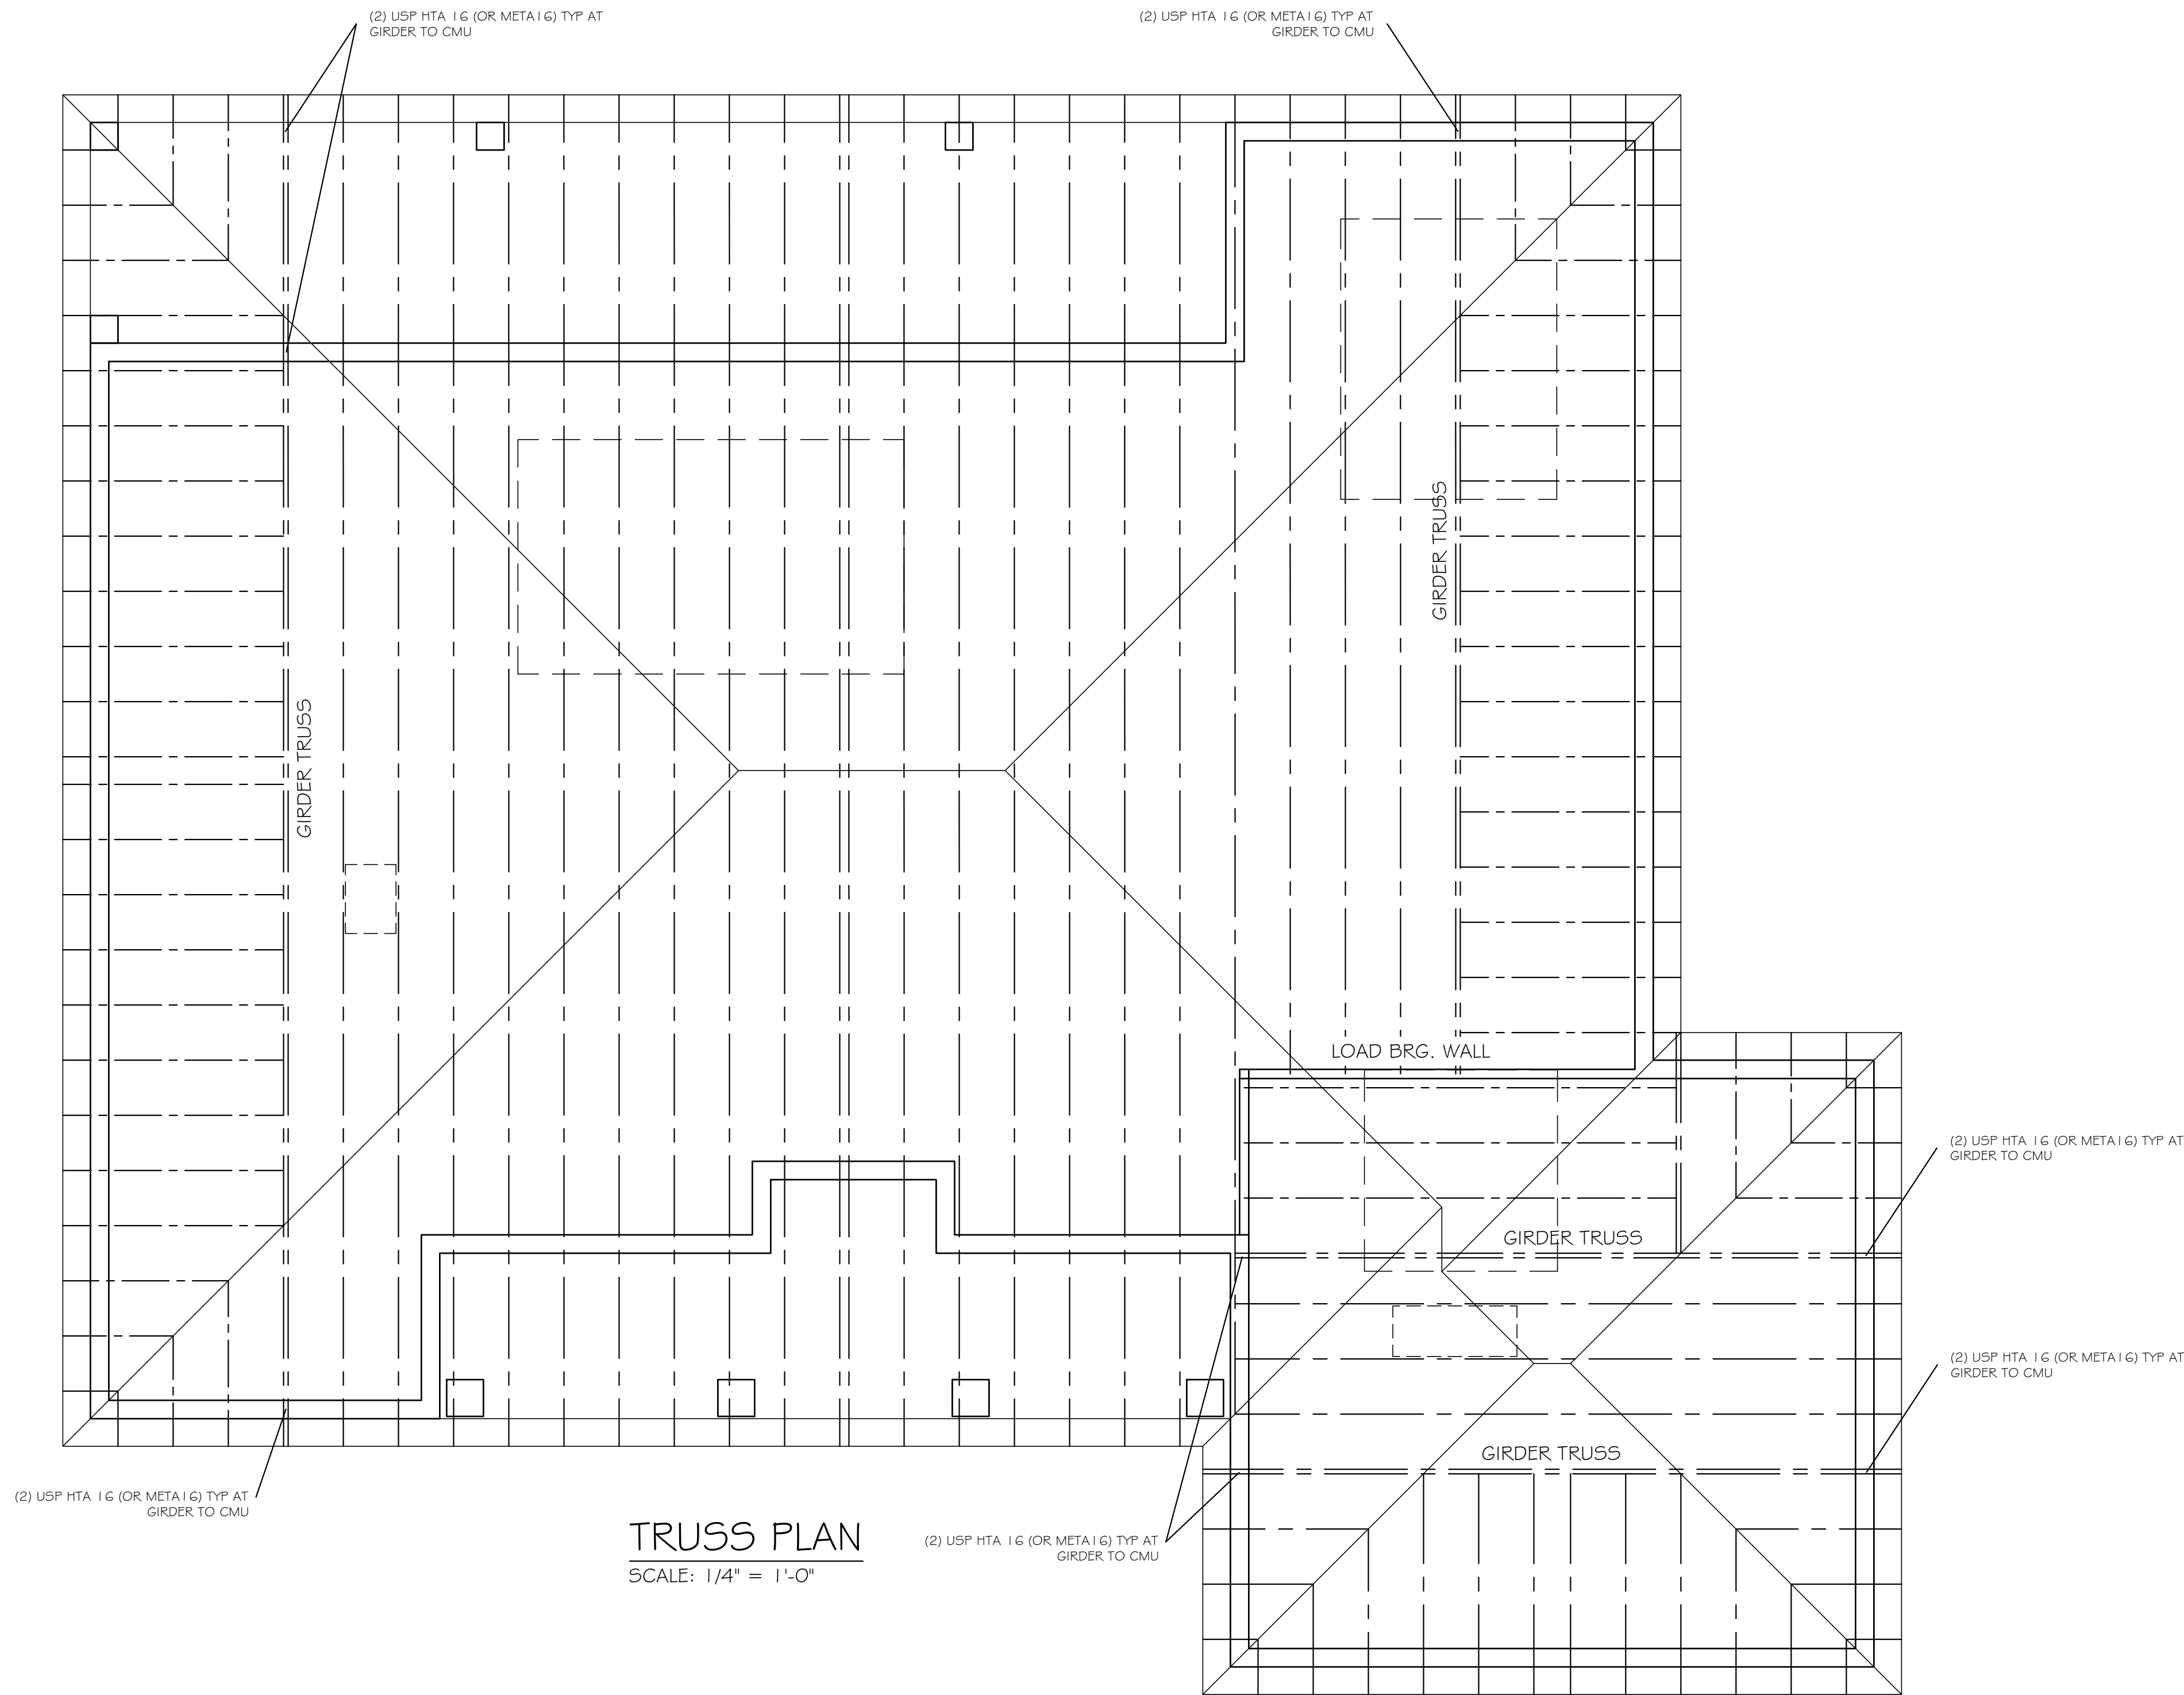 (2) USP HTA 16 (OR META16) TYP AT
GIRDER TO CMU
(2) USP HTA 16 (OR META16) TYP AT
GIRDER TO CMU
GIRDER TRUSS
GIRDER TRUSS
LOAD BRG. WALL
(2) USP HTA 16 (OR META16) TYP AT
GIRDER TO CMU
GIRDER TRUSS
(2) USP HTA 16 (OR META16) TYP AT
GIRDER TO CMU
GIRDER TRUSS
(2) USP HTA 16 (OR META16) TYP AT
GIRDER TO CMU
(2) USP HTA 16 (OR META16) TYP AT
GIRDER TO CMU
TRUSS PLAN
SCALE: 1/4" = 1'-0"